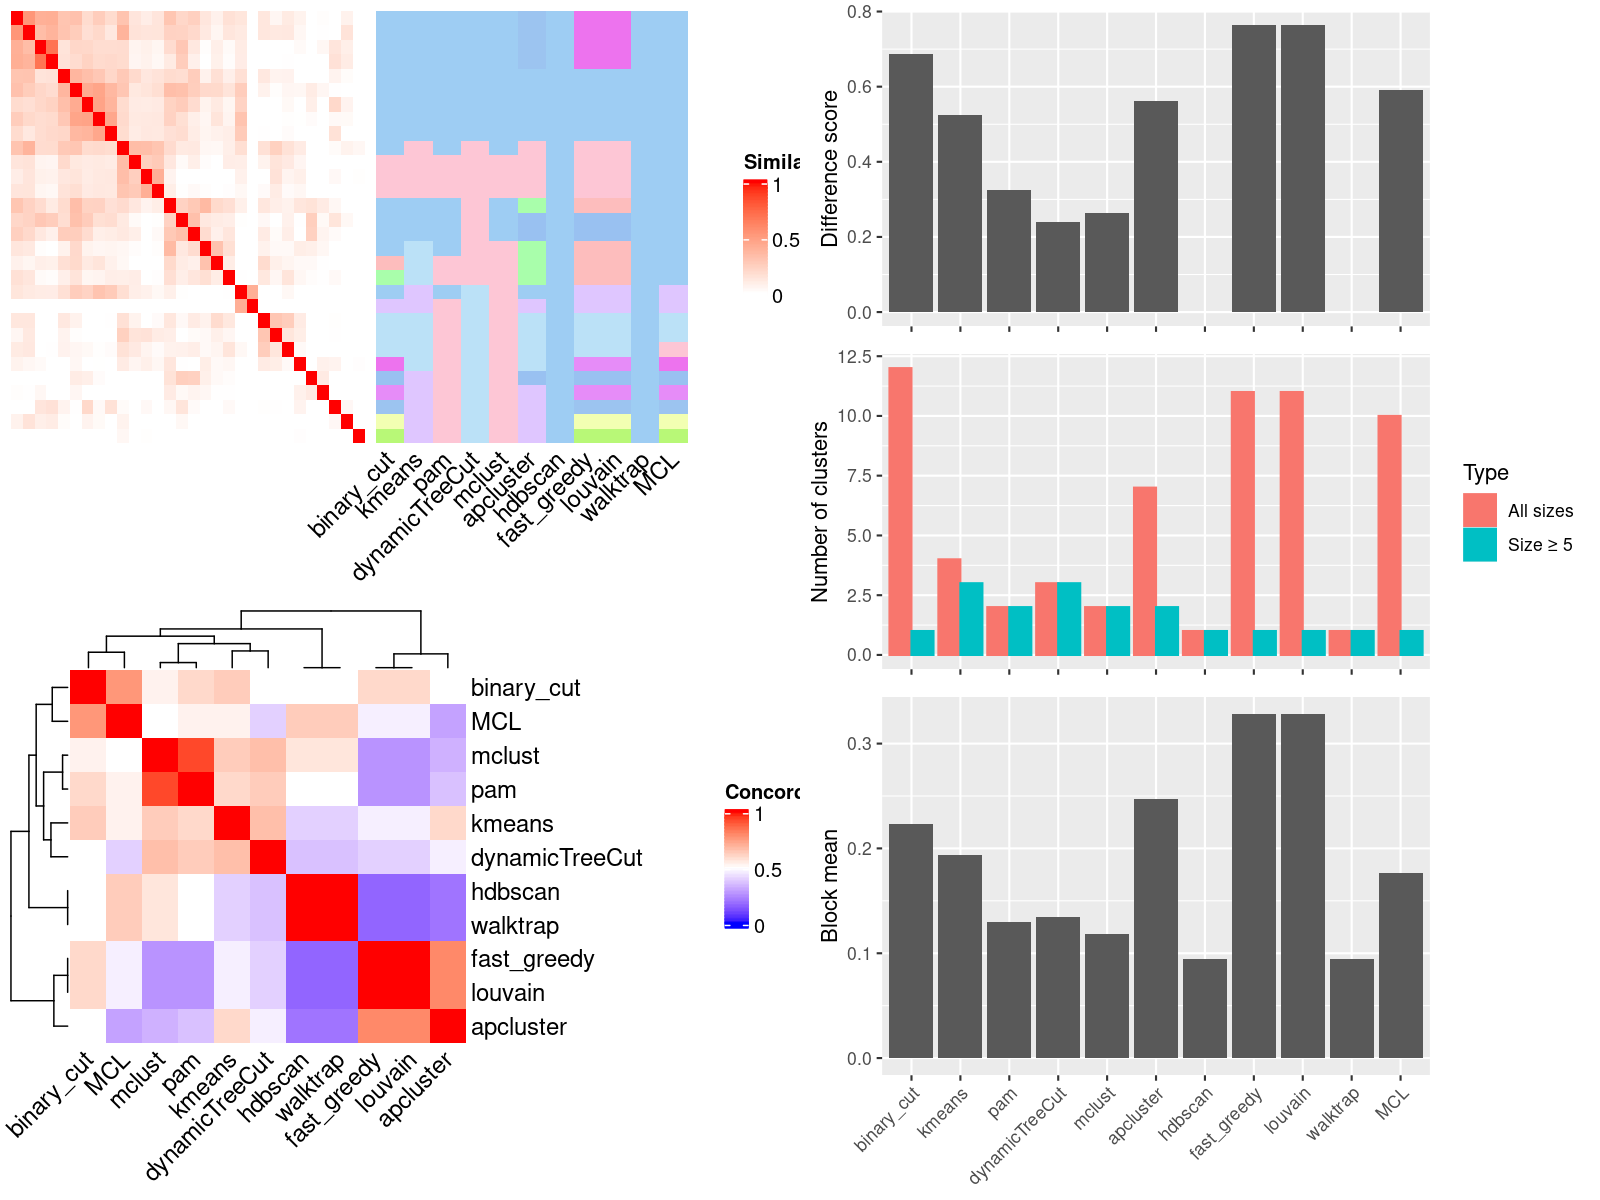 Simila
1
0.5
0
binary_cut
kmeans
pam
dynamicTreeCut
mclust
apcluster
hdbscan
fast_greedy
louvain
walktrap
MCL
binary_cut
MCL
mclust
pam
kmeans
dynamicTreeCut
hdbscan
walktrap
fast_greedy
louvain
apcluster
binary_cut
MCL
mclust
pam
kmeans
dynamicTreeCut
hdbscan
walktrap
fast_greedy
louvain
apcluster
Concord
1
0.5
0
Difference score
0.8
0.6
0.4
0.2
0.0
Number of clusters
12.5
10.0
7.5
5.0
2.5
0.0
Type
All sizes
Size ≥ 5
Block mean
0.3
0.2
0.1
0.0
binary_cut
kmeans
pam
dynamicTreeCut
mclust
apcluster
hdbscan
fast_greedy
louvain
walktrap
MCL